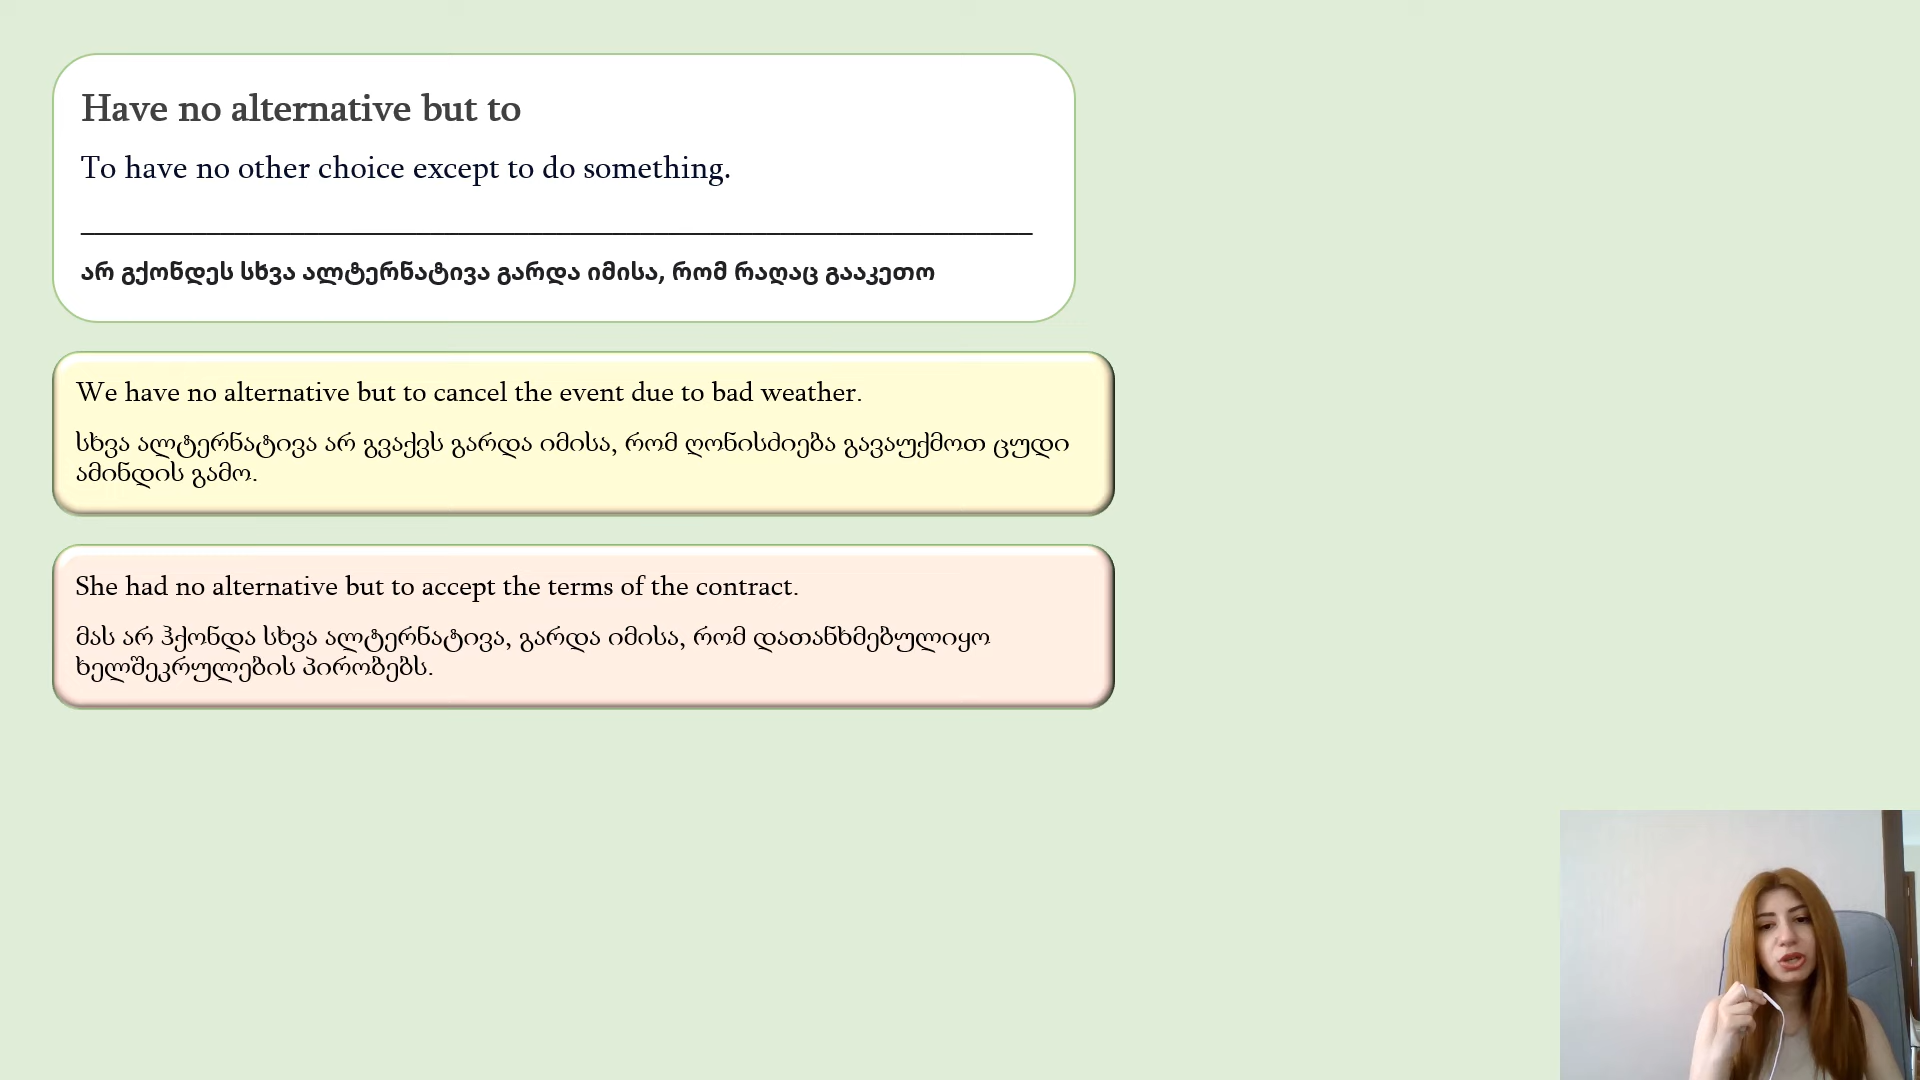 Have no alternative but to
To have no other choice except to do something.
არ გქონდეს სხვა ალტერნატივა გარდა იმისა, რომ რაღაც გააკეთო
We have no alternative but to cancel the event due to bad weather.
სხვა ალტერნატივა არ გვაქვს გარდა იმისა, რომ ღონისძიება გავაუქმოთ ცუდი
ამინდის გამო.
She had no alternative but to accept the terms of the contract.
მას არ ჰქონდა სხვა ალტერნატივა, გარდა იმისა, რომ დათანხმებულიყო
ხელშეკრულების პირობებს.